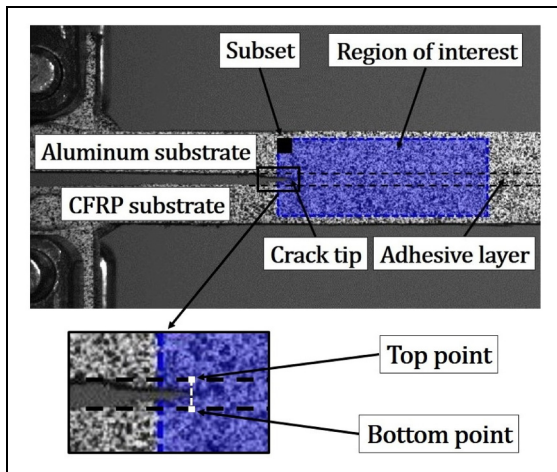 Subset
Region of interest
Aluminum substrate
CFRP substrate
Crack tip
Adhesive layer
Top point
Bottom point